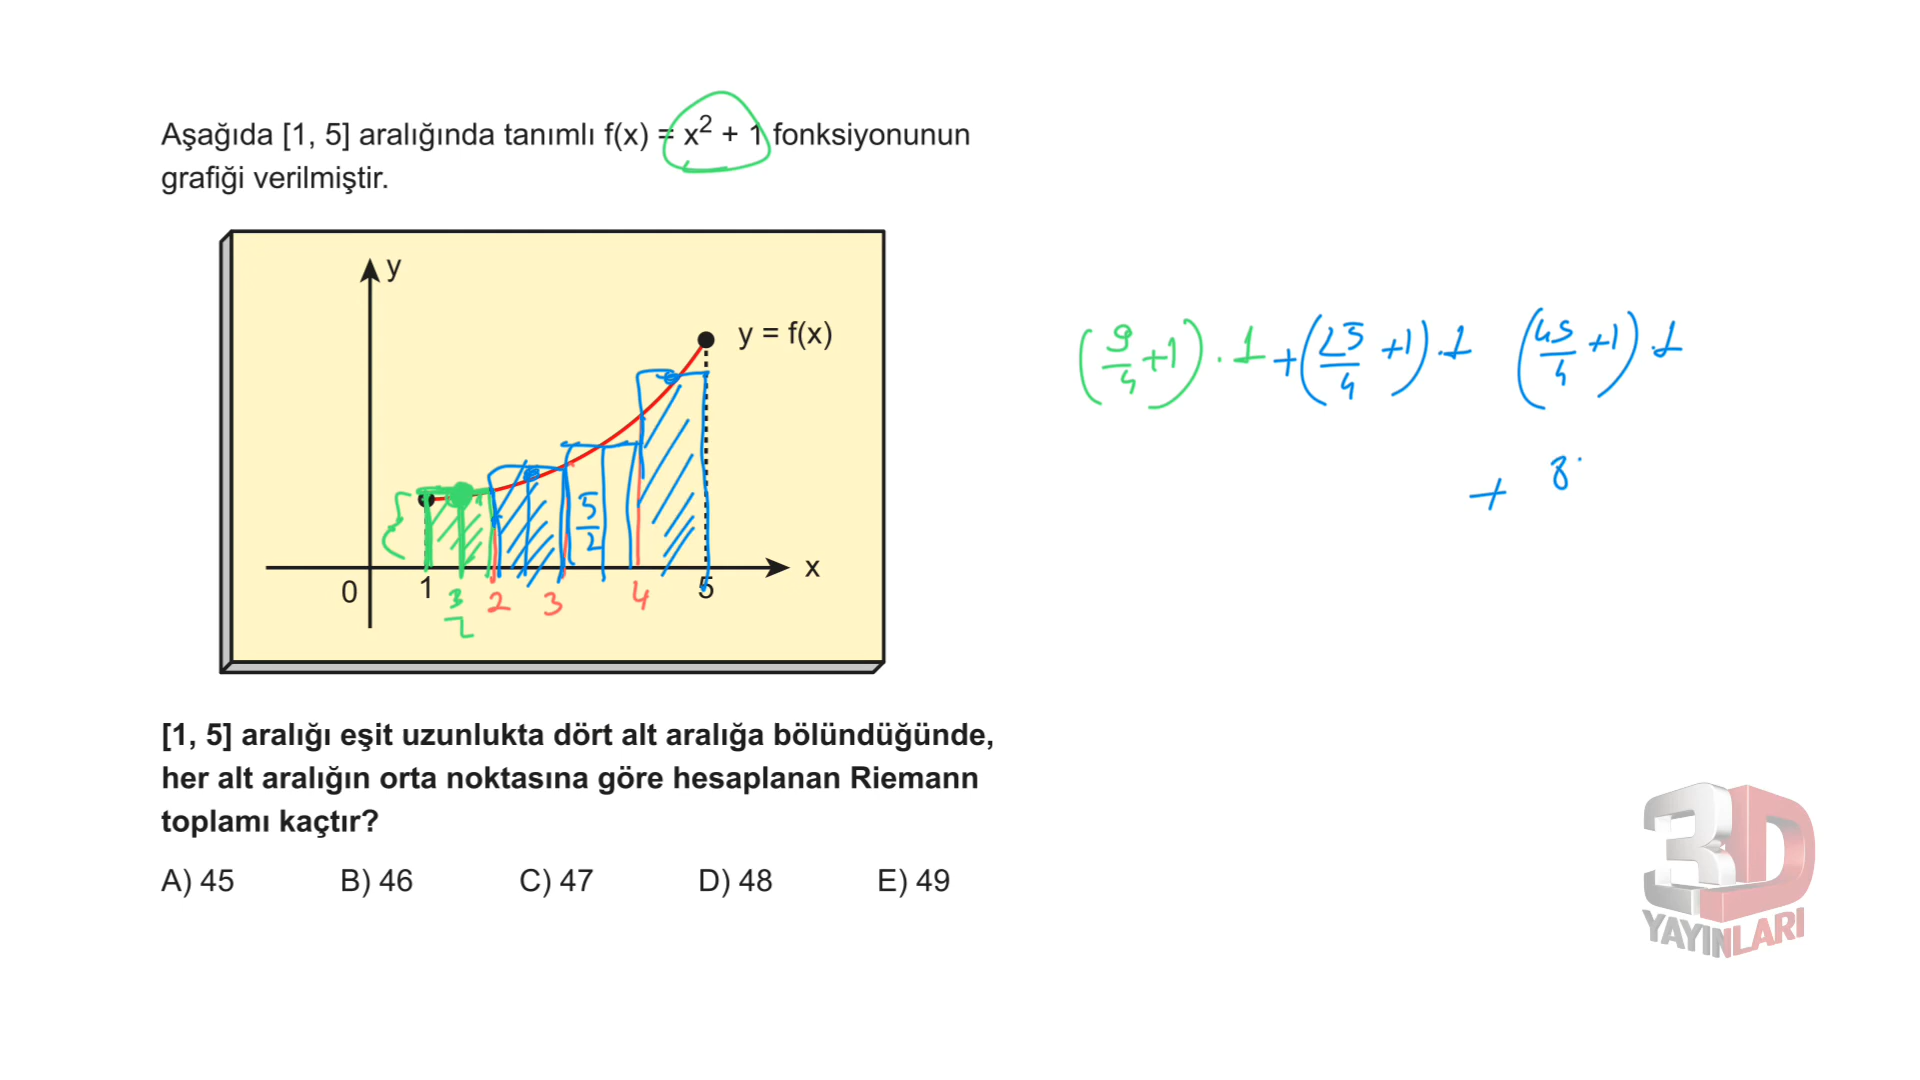 Aşağıda [1, 5] aralığında tanımlı f(x) = x² + 1 fonksiyonunun
grafiği verilmiştir.
y
y = f(x)
(9/4 + 1) . 1 + (25/4 + 1) . 1 (45/4 + 1) . 1
+ 8
5/2
x
0 1 3/2 2 3 4 5
[1, 5] aralığı eşit uzunlukta dört alt aralığa bölündüğünde,
her alt aralığın orta noktasına göre hesaplanan Riemann
toplamı kaçtır?
A) 45 B) 46 C) 47 D) 48 E) 49
3D
YAYINLARI